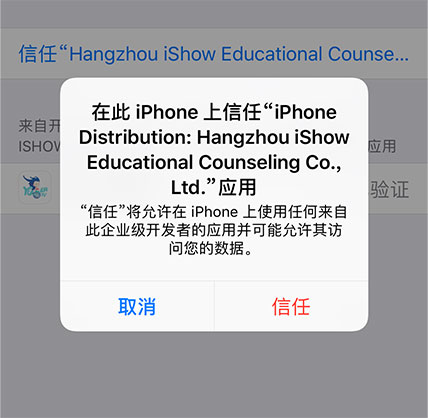 信任“Hangzhou iShow Educational Counse...
来自开
ISHOW
应用
验证
在此 iPhone 上信任“iPhone
Distribution: Hangzhou iShow
Educational Counseling Co.,
Ltd.”应用
“信任”将允许在 iPhone 上使用任何来自
此企业级开发者的应用并可能允许其访
问您的数据。
取消
信任